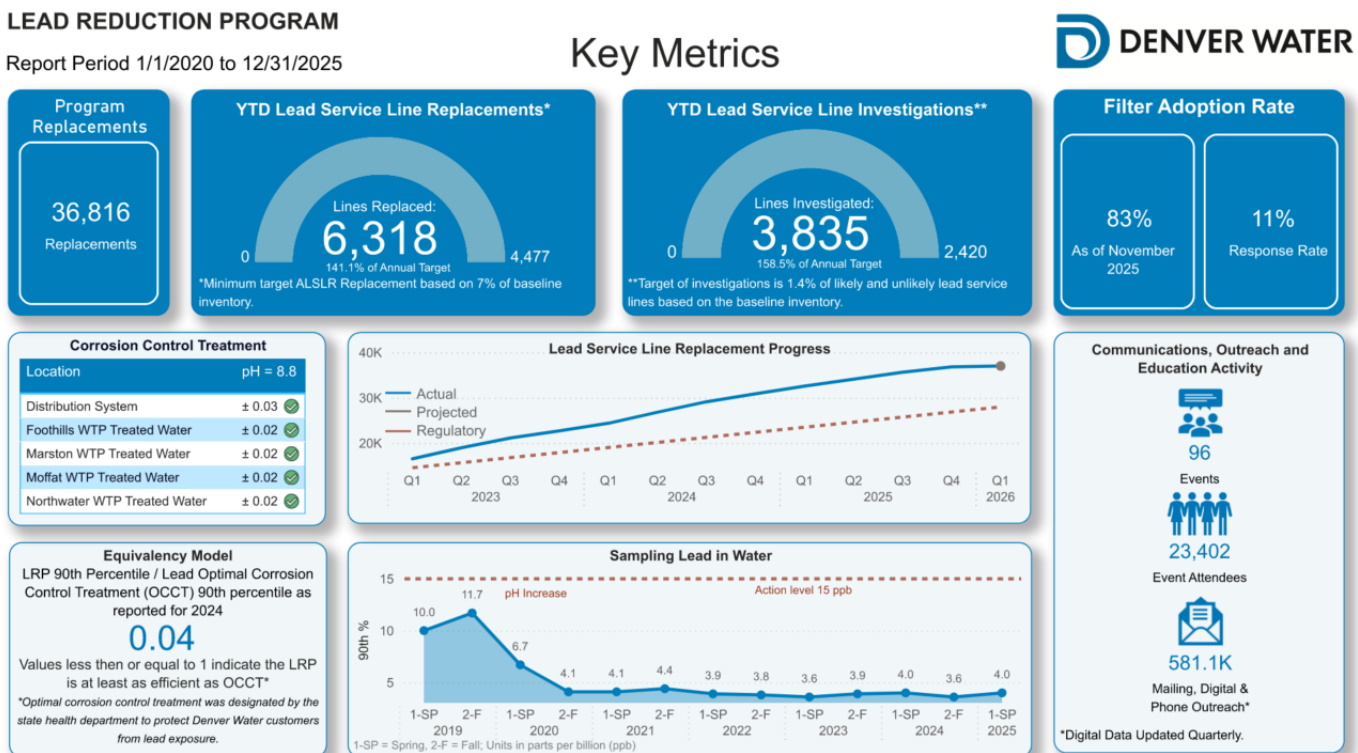 LEAD REDUCTION PROGRAM
Report Period 1/1/2020 to 12/31/2025
Key Metrics
DENVER WATER
Program
Replacements
36,816
Replacements
YTD Lead Service Line Replacements*
Lines Replaced:
6,318
0
4,477
141.1% of Annual Target
*Minimum target ALSLR Replacement based on 7% of baseline
inventory.
YTD Lead Service Line Investigations**
Lines Investigated:
3,835
0
2,420
158.5% of Annual Target
**Target of investigations is 1.4% of likely and unlikely lead service
lines based on the baseline inventory.
Filter Adoption Rate
83%
As of November
2025
11%
Response Rate
Corrosion Control Treatment
Location pH = 8.8
Distribution System ± 0.03
Foothills WTP Treated Water ± 0.02
Marston WTP Treated Water ± 0.02
Moffat WTP Treated Water ± 0.02
Northwater WTP Treated Water ± 0.02
Lead Service Line Replacement Progress
40K
30K
20K
Actual
Projected
Regulatory
Q1 Q2 Q3 Q4 Q1 Q2 Q3 Q4 Q1 Q2 Q3 Q4 Q1
2023 2024 2025 2026
Communications, Outreach and
Education Activity
96
Events
23,402
Event Attendees
581.1K
Mailing, Digital &
Phone Outreach*
*Digital Data Updated Quarterly.
Equivalency Model
LRP 90th Percentile / Lead Optimal Corrosion
Control Treatment (OCCT) 90th percentile as
reported for 2024
0.04
Values less then or equal to 1 indicate the LRP
is at least as efficient as OCCT*
*Optimal corrosion control treatment was designated by the
state health department to protect Denver Water customers
from lead exposure.
Sampling Lead in Water
15
10
5
90th %
pH Increase
Action level 15 ppb
10.0 11.7 6.7 4.1 4.1 4.4 3.9 3.8 3.6 3.9 4.0 3.6 4.0
1-SP 2-F 1-SP 2-F 1-SP 2-F 1-SP 2-F 1-SP 2-F 1-SP 2-F 1-SP
2019 2020 2021 2022 2023 2024 2025
1-SP = Spring, 2-F = Fall; Units in parts per billion (ppb)